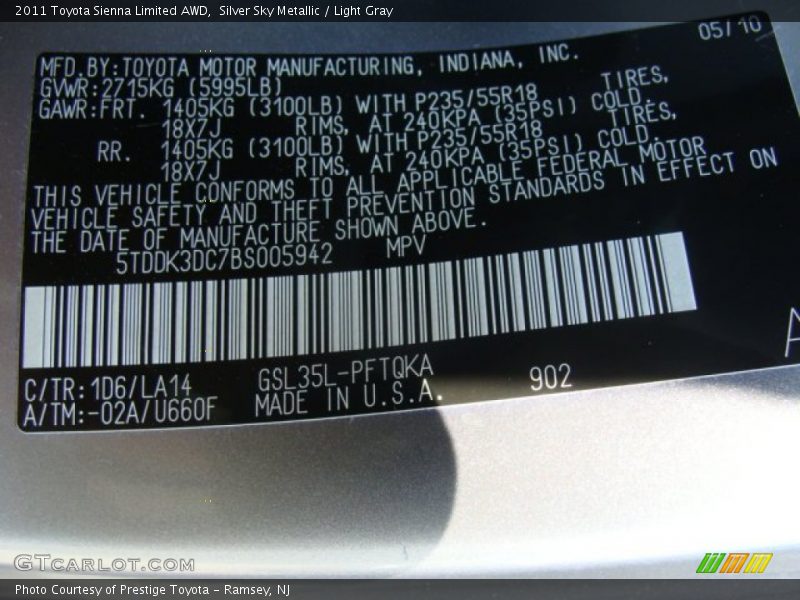 2011 Toyota Sienna Limited AWD,  Silver Sky Metallic / Light Gray
05/10
MFD.BY:TOYOTA MOTOR MANUFACTURING, INDIANA, INC.
GVWR:2715KG (5995LB)
GAWR:FRT. 1405KG (3100LB) WITH P235/55R18 TIRES,
18X7J RIMS, AT 240KPA (35PSI) COLD.
RR. 1405KG (3100LB) WITH P235/55R18 TIRES,
18X7J RIMS, AT 240KPA (35PSI) COLD.
THIS VEHICLE CONFORMS TO ALL APPLICABLE FEDERAL MOTOR
VEHICLE SAFETY AND THEFT PREVENTION STANDARDS IN EFFECT ON
THE DATE OF MANUFACTURE SHOWN ABOVE.
5TDDK3DC7BS005942 MPV
C/TR:1D6/LA14 GSL35L-PFTQKA 902
A/TM:-02A/U660F MADE IN U.S.A.
A
GTCARLOT.COM
Photo Courtesy of Prestige Toyota - Ramsey, NJ